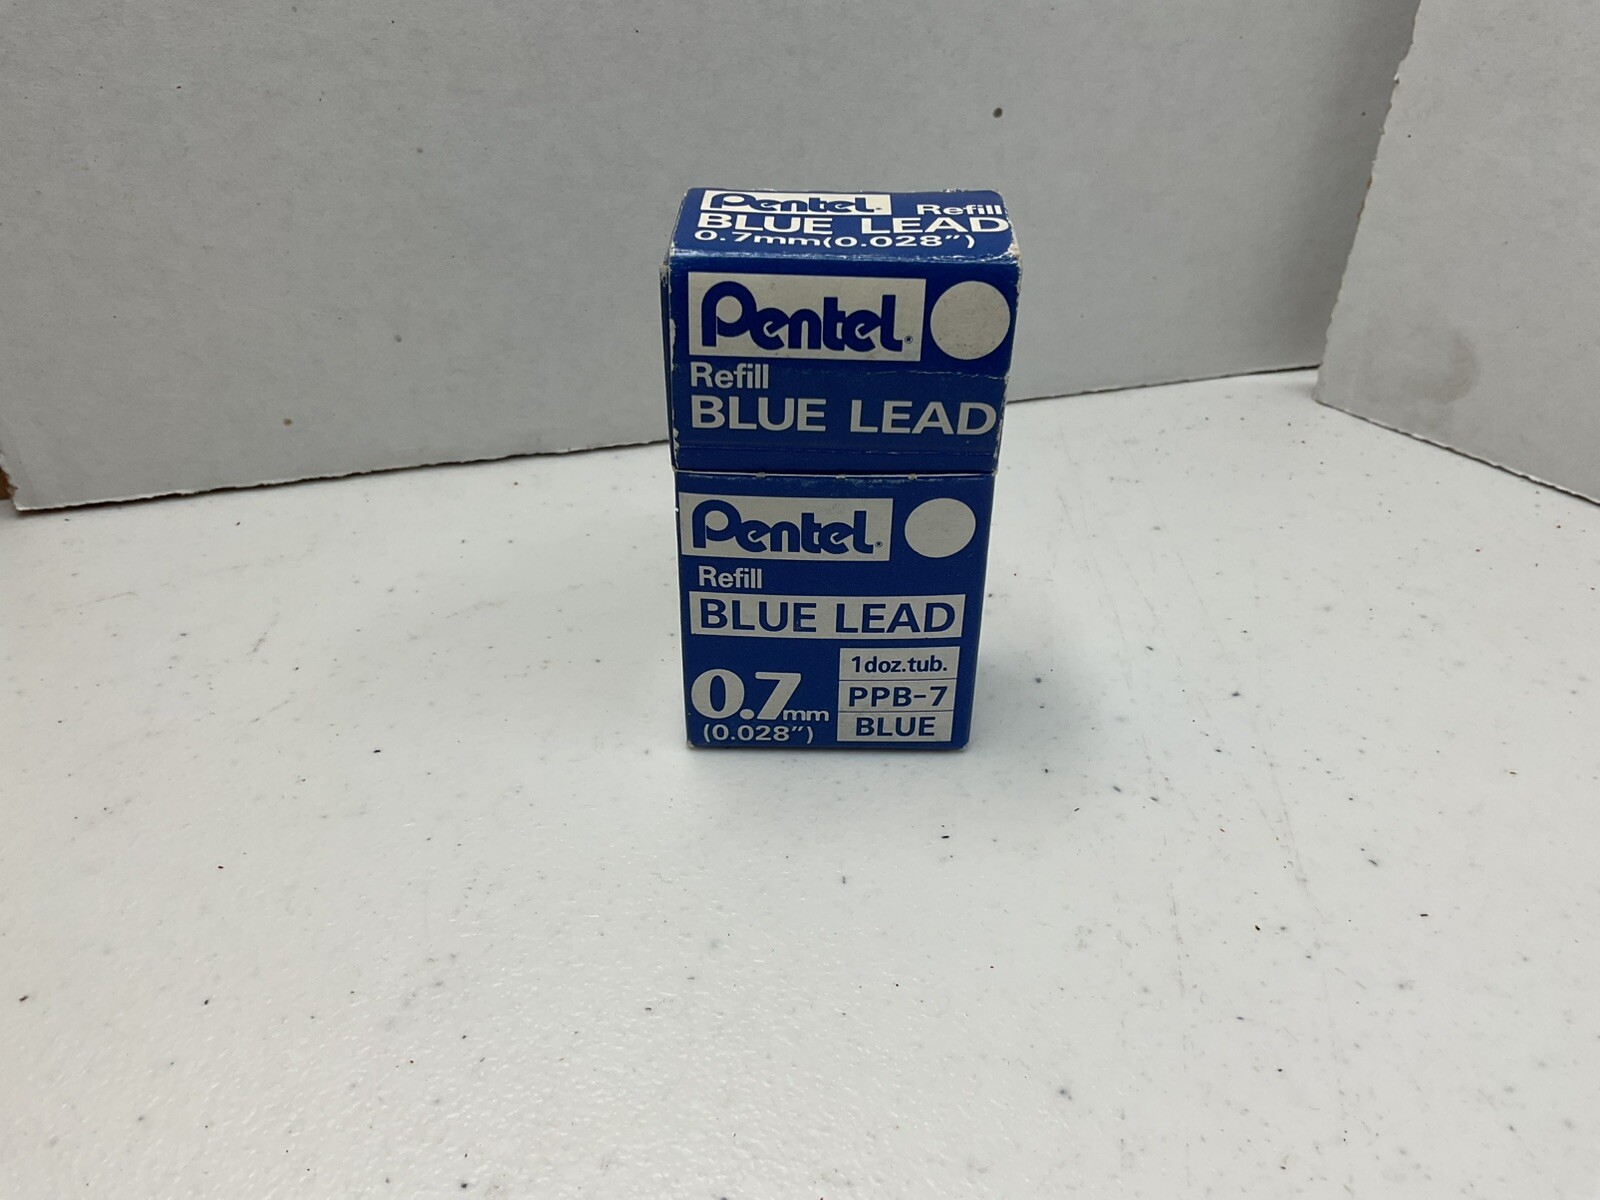 Pentel® Refill
BLUE LEAD
0.7mm(0.028")
Pentel®
Refill
BLUE LEAD
Pentel®
Refill
BLUE LEAD
0.7mm
(0.028")
1doz.tub.
PPB-7
BLUE